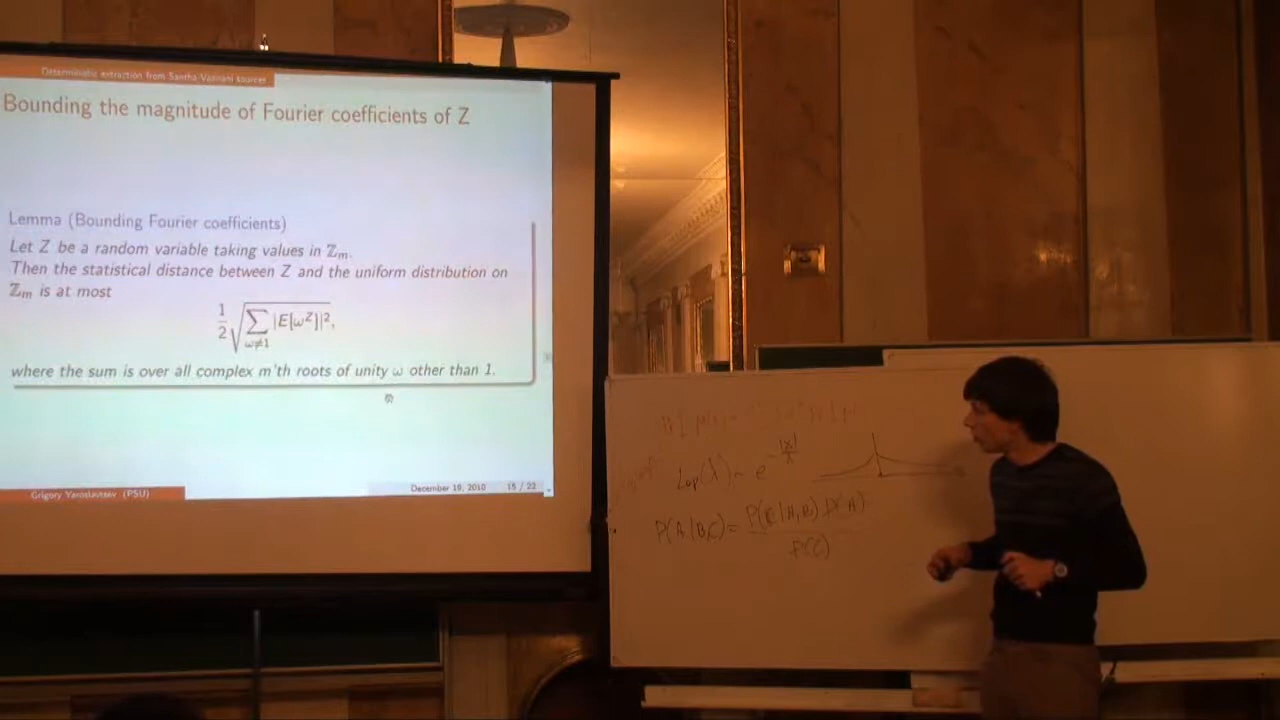 Deterministic extraction from Santha-Vazirani sources
Bounding the magnitude of Fourier coefficients of Z
Lemma (Bounding Fourier coefficients)
Let Z be a random variable taking values in ℤₘ.
Then the statistical distance between Z and the uniform distribution on
ℤₘ is at most
1/2 √(∑_{ω≠1} |E[ω^Z]|²),
where the sum is over all complex m'th roots of unity ω other than 1.
Grigory Yaroslavtsev (PSU) December 19, 2010 15 / 22
Lap(λ) ~ e^{-|x|/λ}
P(A|B,C) =
P(C)